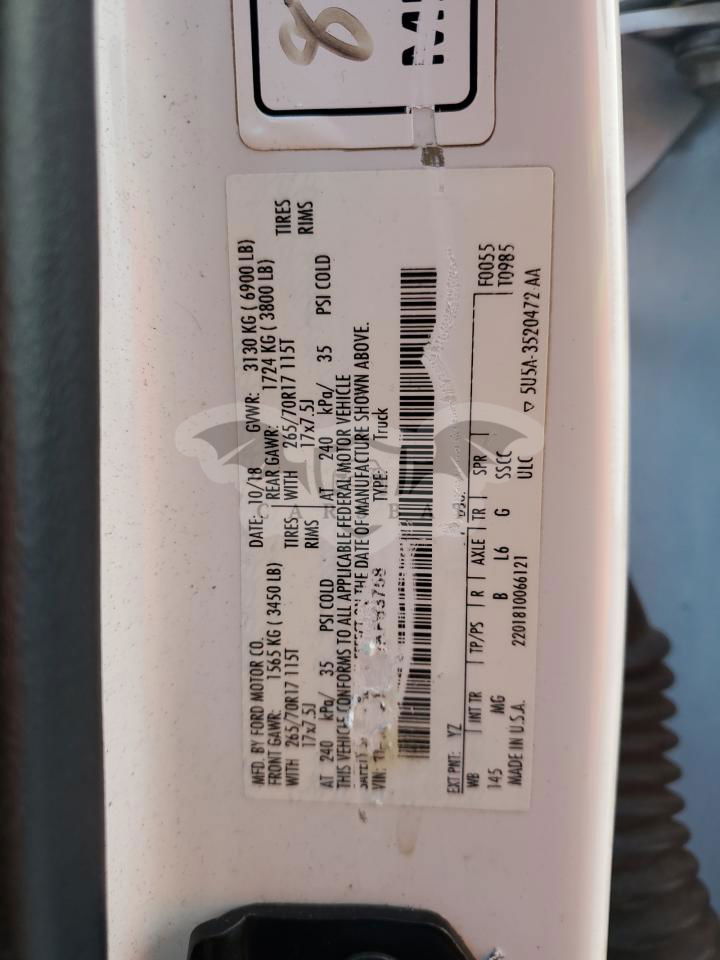 8
MFD. BY FORD MOTOR CO.
DATE: 10/18 GVWR: 3130 KG ( 6900 LB)
FRONT GAWR: 1565 KG ( 3450 LB) REAR GAWR: 1724 KG ( 3800 LB)
WITH 265/70R17 115T TIRES WITH 265/70R17 115T TIRES
17x7.5J RIMS 17x7.5J RIMS
AT 240 kPa/ 35 PSI COLD AT 240 kPa/ 35 PSI COLD
THIS VEHICLE CONFORMS TO ALL APPLICABLE FEDERAL MOTOR VEHICLE
THE DATE OF MANUFACTURE SHOWN ABOVE.
VIN: TYPE: Truck
EXT PNT: YZ F0055
WB INT TR TP/PS R AXLE TR SPR T0985
145 MG B L6 G SSCC
2201810066121 ULC
MADE IN U.S.A. 5U5A-3520472 AA